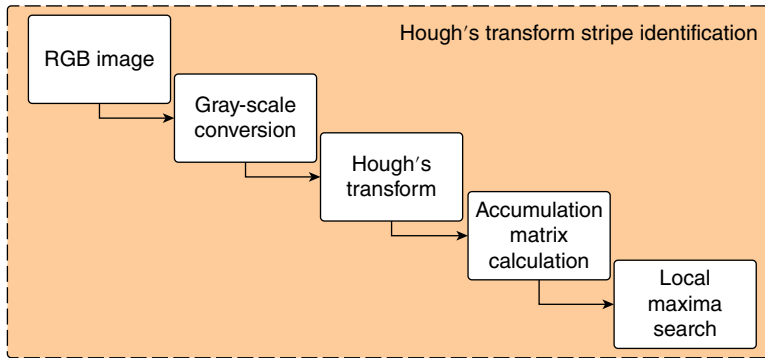 Hough′s transform stripe identification
RGB image
Gray-scale
conversion
Hough′s
transform
Accumulation
matrix
calculation
Local
maxima
search